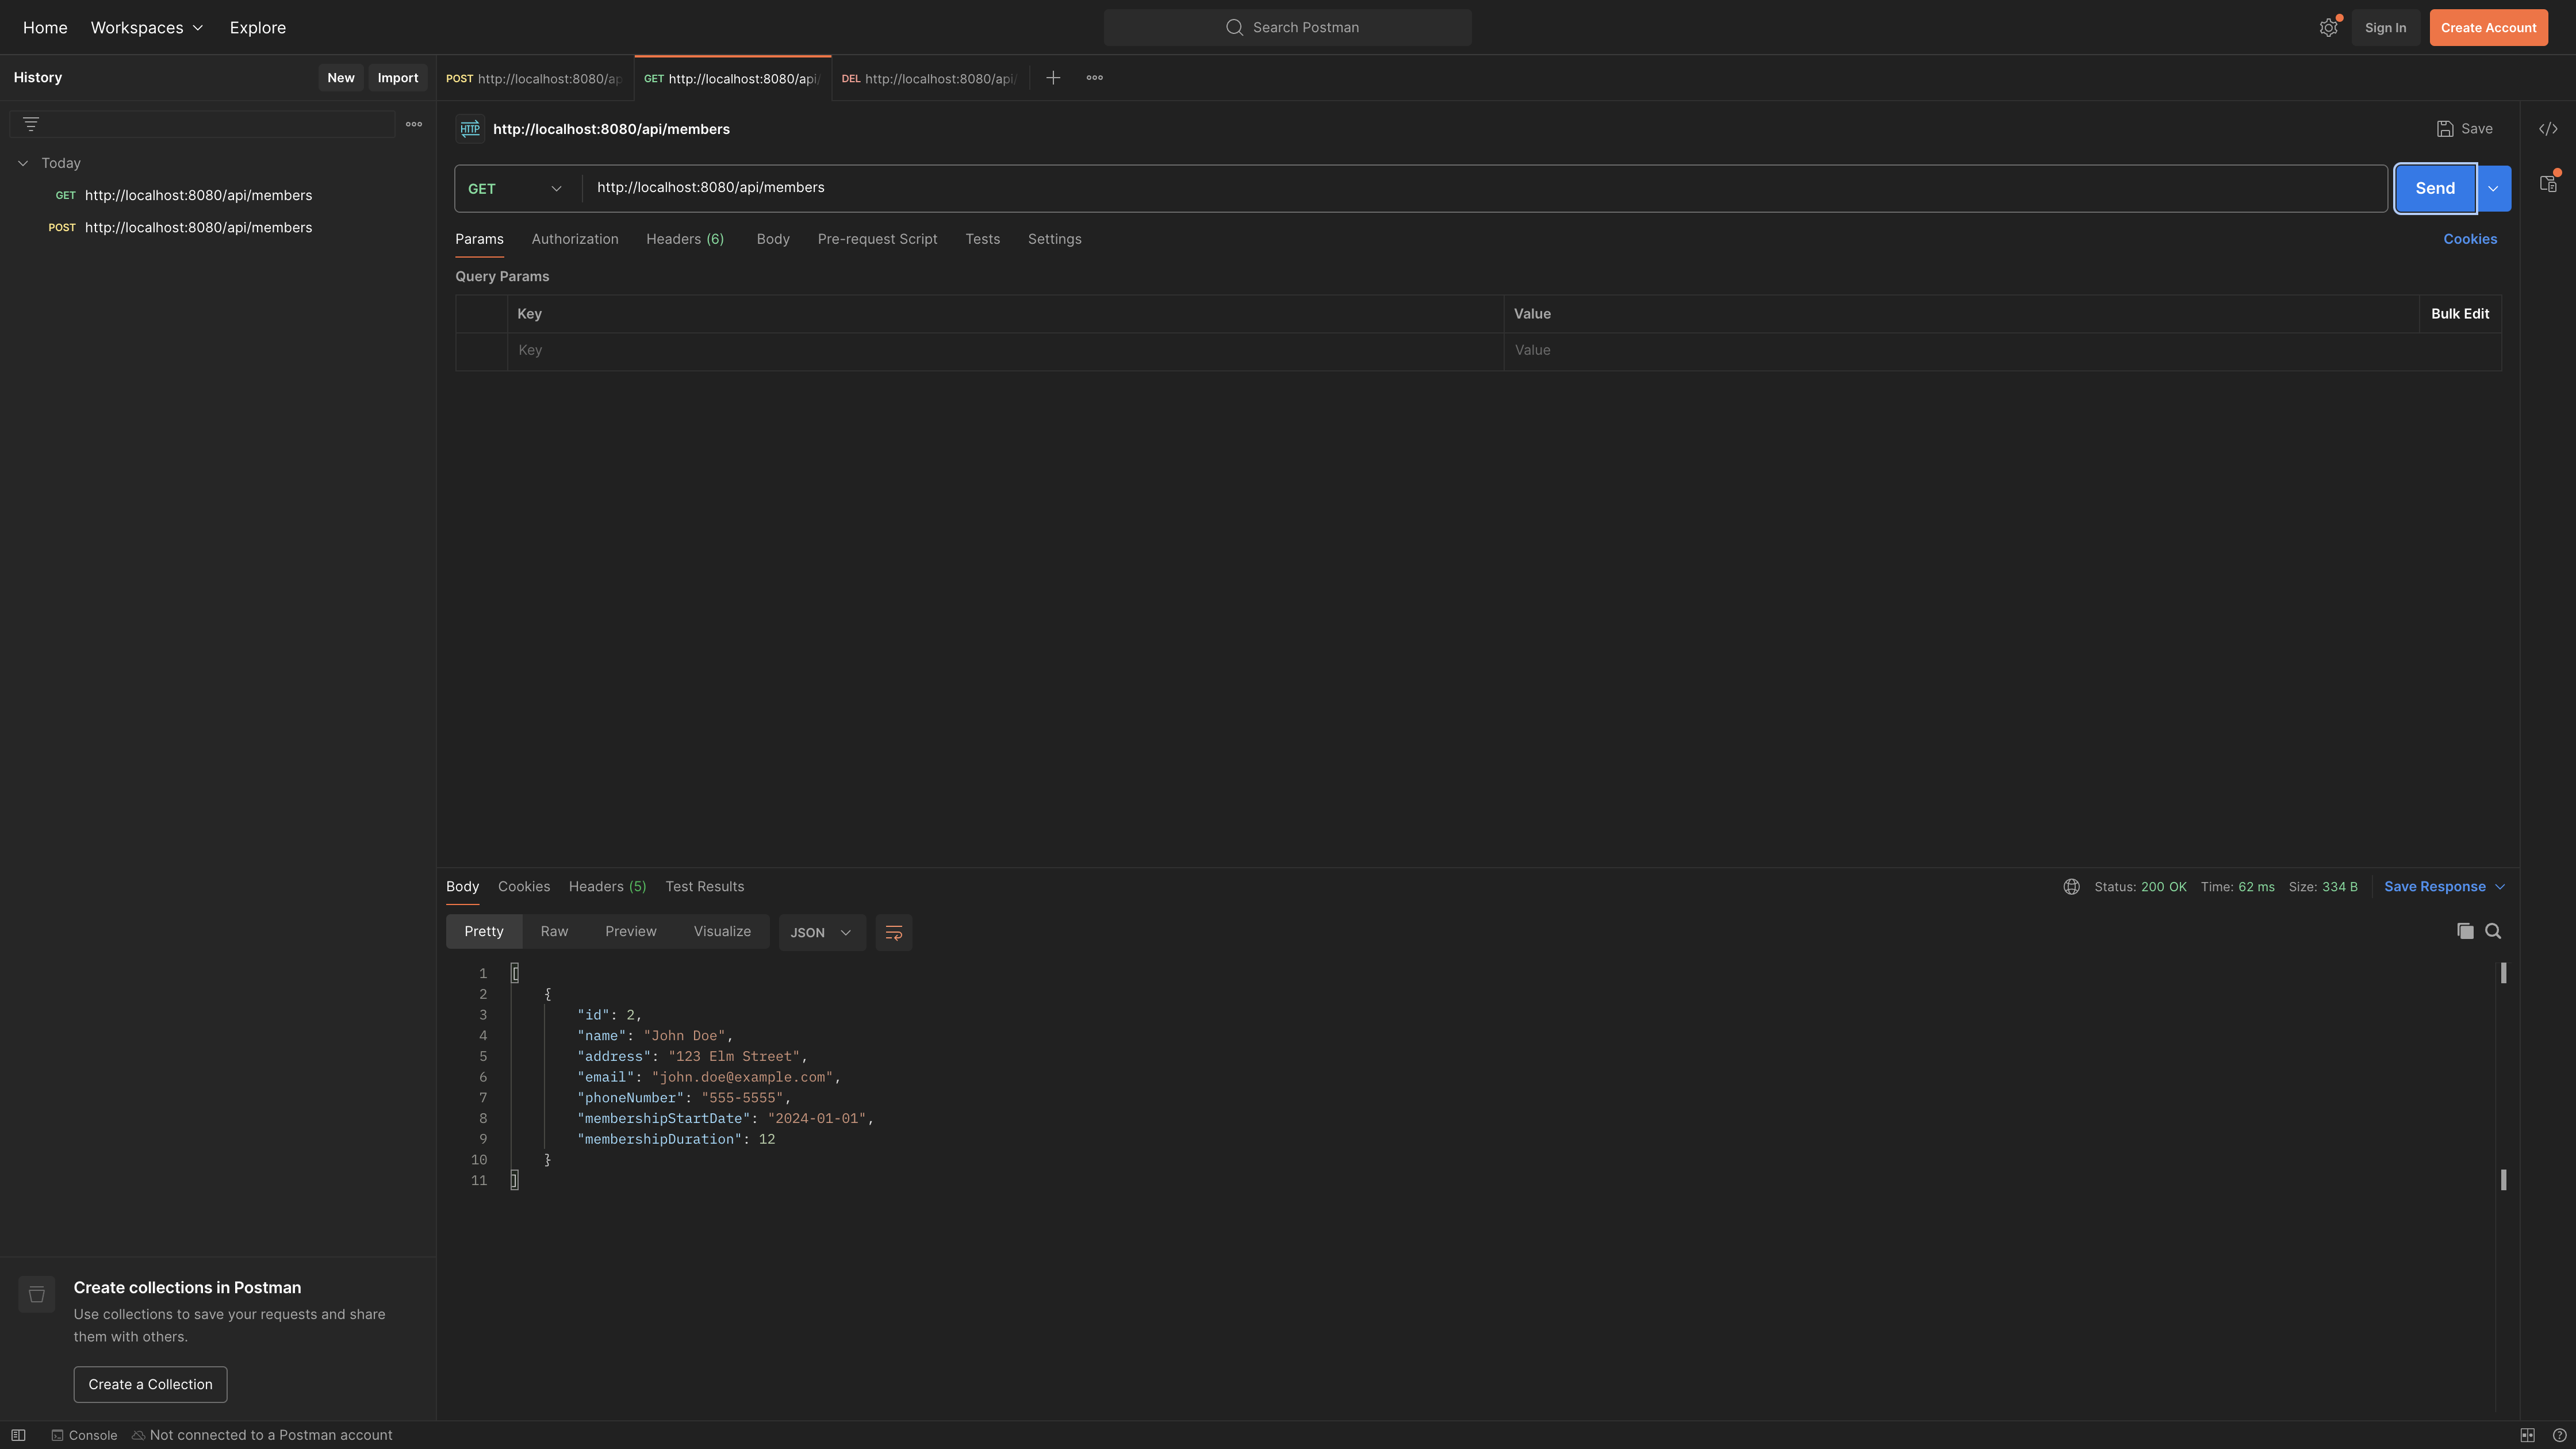 Home Workspaces Explore Search Postman Sign In Create Account
History New Import
POST http://localhost:8080/ap GET http://localhost:8080/api/ DEL http://localhost:8080/api/
HTTP http://localhost:8080/api/members Save
Today
GET http://localhost:8080/api/members
POST http://localhost:8080/api/members
GET http://localhost:8080/api/members Send
Params Authorization Headers (6) Body Pre-request Script Tests Settings Cookies
Query Params
Key Value Bulk Edit
Key Value
Body Cookies Headers (5) Test Results Status: 200 OK Time: 62 ms Size: 334 B Save Response
Pretty Raw Preview Visualize JSON
1 [
2 {
3 "id": 2,
4 "name": "John Doe",
5 "address": "123 Elm Street",
6 "email": "john.doe@example.com",
7 "phoneNumber": "555-5555",
8 "membershipStartDate": "2024-01-01",
9 "membershipDuration": 12
10 }
11 ]
Create collections in Postman
Use collections to save your requests and share
them with others.
Create a Collection
Console Not connected to a Postman account